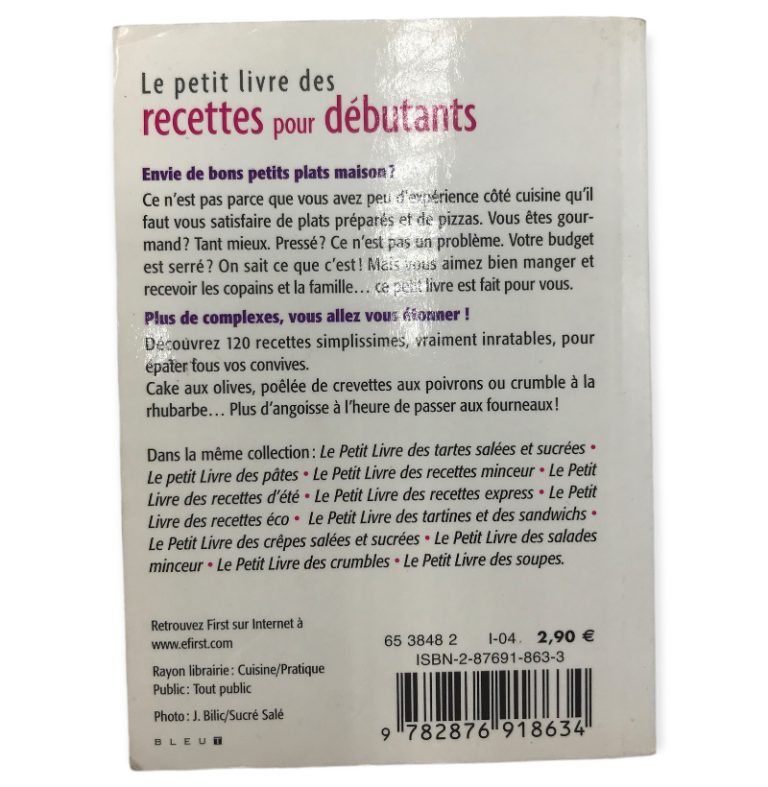 Le petit livre des
recettes pour débutants
Envie de bons petits plats maison ?
Ce n'est pas parce que vous avez peu d'expérience côté cuisine qu'il
faut vous satisfaire de plats préparés et de pizzas. Vous êtes gour-
mand ? Tant mieux. Pressé ? Ce n'est pas un problème. Votre budget
est serré ? On sait ce que c'est ! Mais vous aimez bien manger et
recevoir les copains et la famille… ce petit livre est fait pour vous.
Plus de complexes, vous allez vous étonner !
Découvrez 120 recettes simplissimes, vraiment inratables, pour
épater tous vos convives.
Cake aux olives, poêlée de crevettes aux poivrons ou crumble à la
rhubarbe… Plus d'angoisse à l'heure de passer aux fourneaux !
Dans la même collection : Le Petit Livre des tartes salées et sucrées •
Le petit Livre des pâtes • Le Petit Livre des recettes minceur • Le Petit
Livre des recettes d'été • Le Petit Livre des recettes express • Le Petit
Livre des recettes éco • Le Petit Livre des tartines et des sandwichs •
Le Petit Livre des crêpes salées et sucrées • Le Petit Livre des salades
minceur • Le Petit Livre des crumbles • Le Petit Livre des soupes.
Retrouvez First sur Internet à
www.efirst.com
Rayon librairie : Cuisine/Pratique
Public : Tout public
Photo : J. Bilic/Sucré Salé
BLEU T
65 3848 2 I-04 2,90 €
ISBN-2-87691-863-3
9 782876 918634